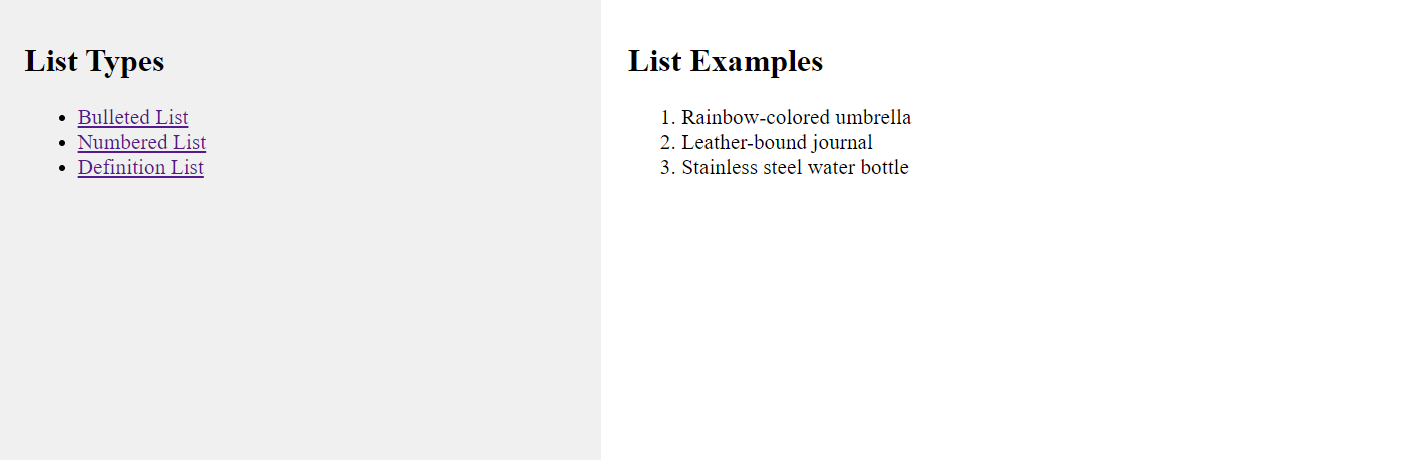 List Types
• Bulleted List
• Numbered List
• Definition List
List Examples
1. Rainbow-colored umbrella
2. Leather-bound journal
3. Stainless steel water bottle